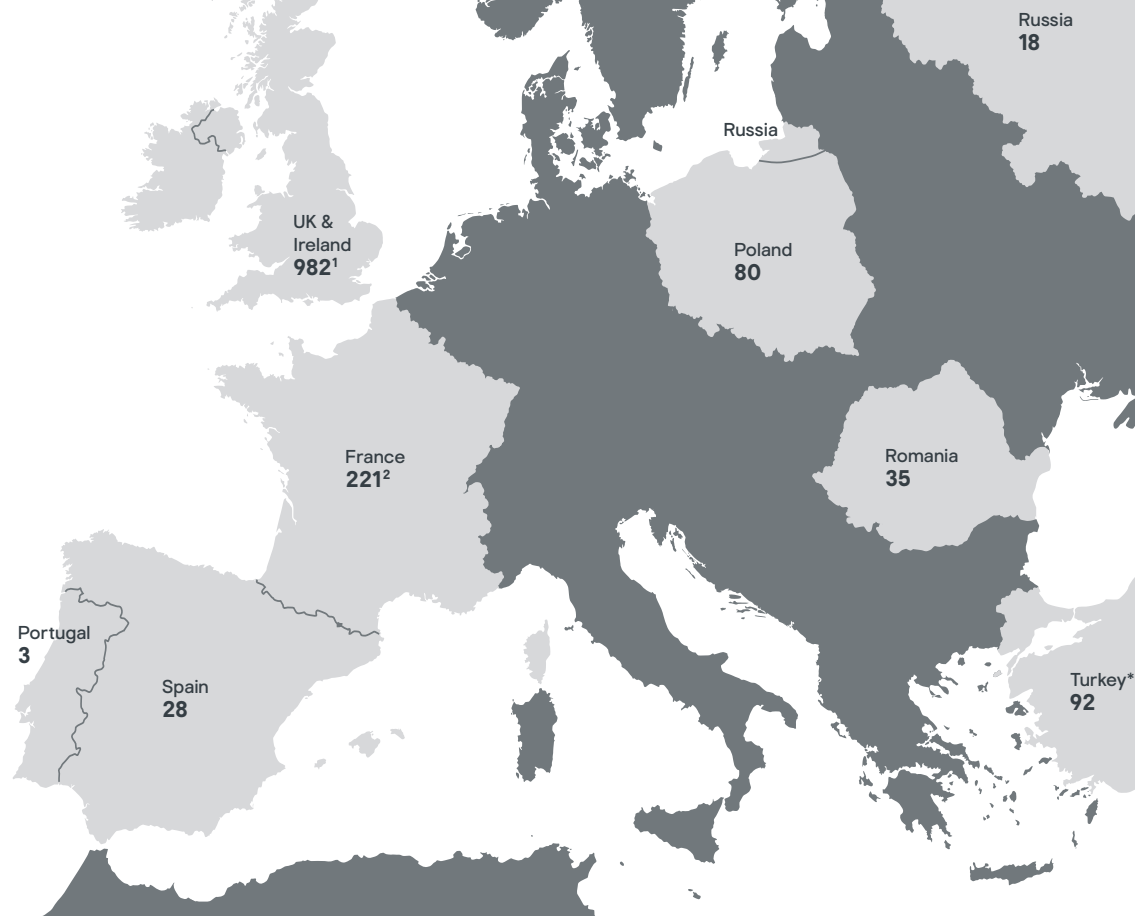 Russia
18
Russia
UK &
Ireland
982¹
Poland
80
France
221²
Romania
35
Portugal
3
Spain
28
Turkey*
92